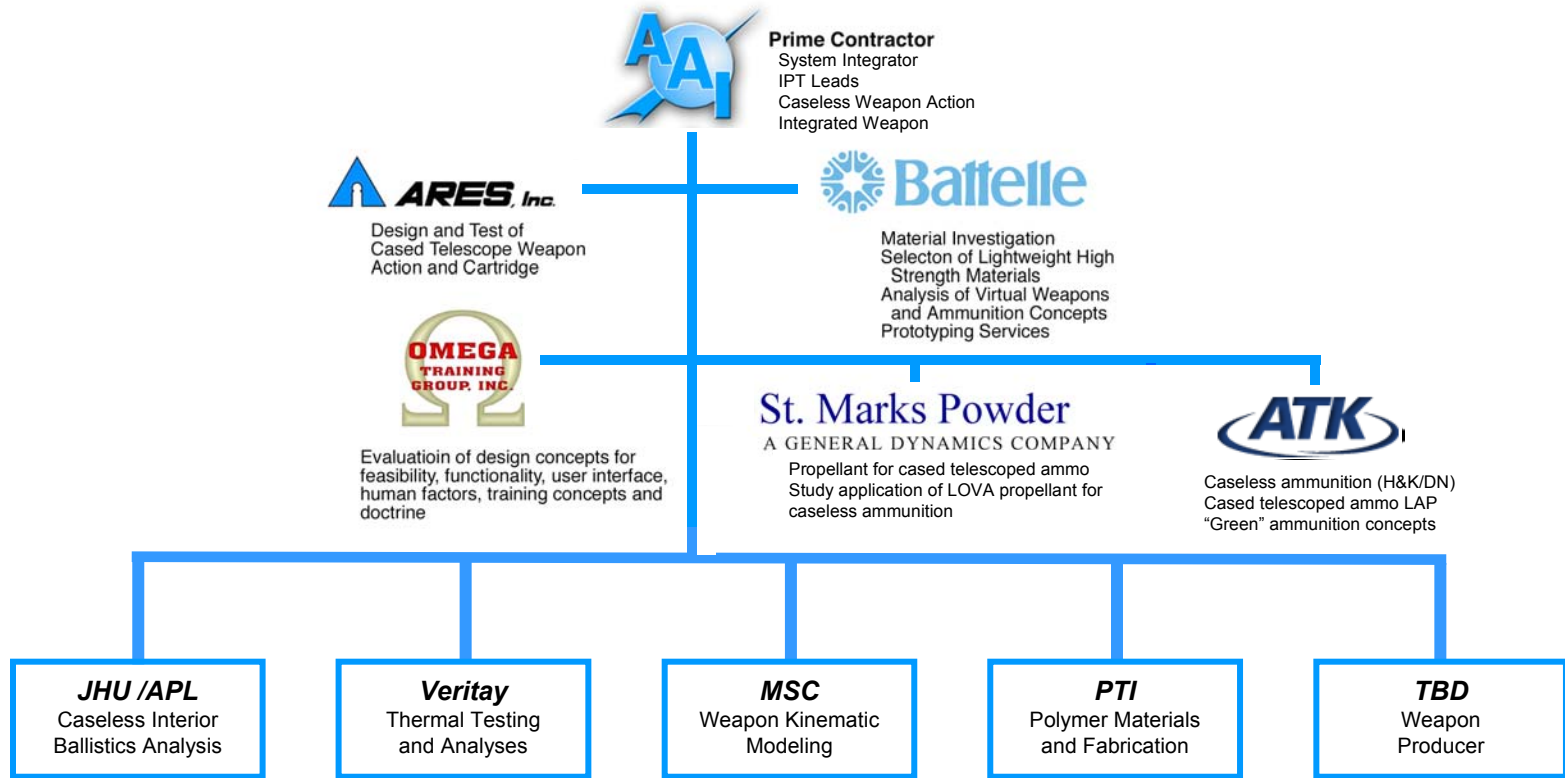 AAI
Prime Contractor
System Integrator
IPT Leads
Caseless Weapon Action
Integrated Weapon
ARES, Inc.
Design and Test of
Cased Telescope Weapon
Action and Cartridge
Battelle
Material Investigation
Selecton of Lightweight High
Strength Materials
Analysis of Virtual Weapons
and Ammunition Concepts
Prototyping Services
OMEGA
TRAINING
GROUP, INC.
Evaluatioin of design concepts for
feasibility, functionality, user interface,
human factors, training concepts and
doctrine
St. Marks Powder
A GENERAL DYNAMICS COMPANY
Propellant for cased telescoped ammo
Study application of LOVA propellant for
caseless ammunition
ATK
Caseless ammunition (H&K/DN)
Cased telescoped ammo LAP
“Green” ammunition concepts
JHU /APL
Caseless Interior
Ballistics Analysis
Veritay
Thermal Testing
and Analyses
MSC
Weapon Kinematic
Modeling
PTI
Polymer Materials
and Fabrication
TBD
Weapon
Producer